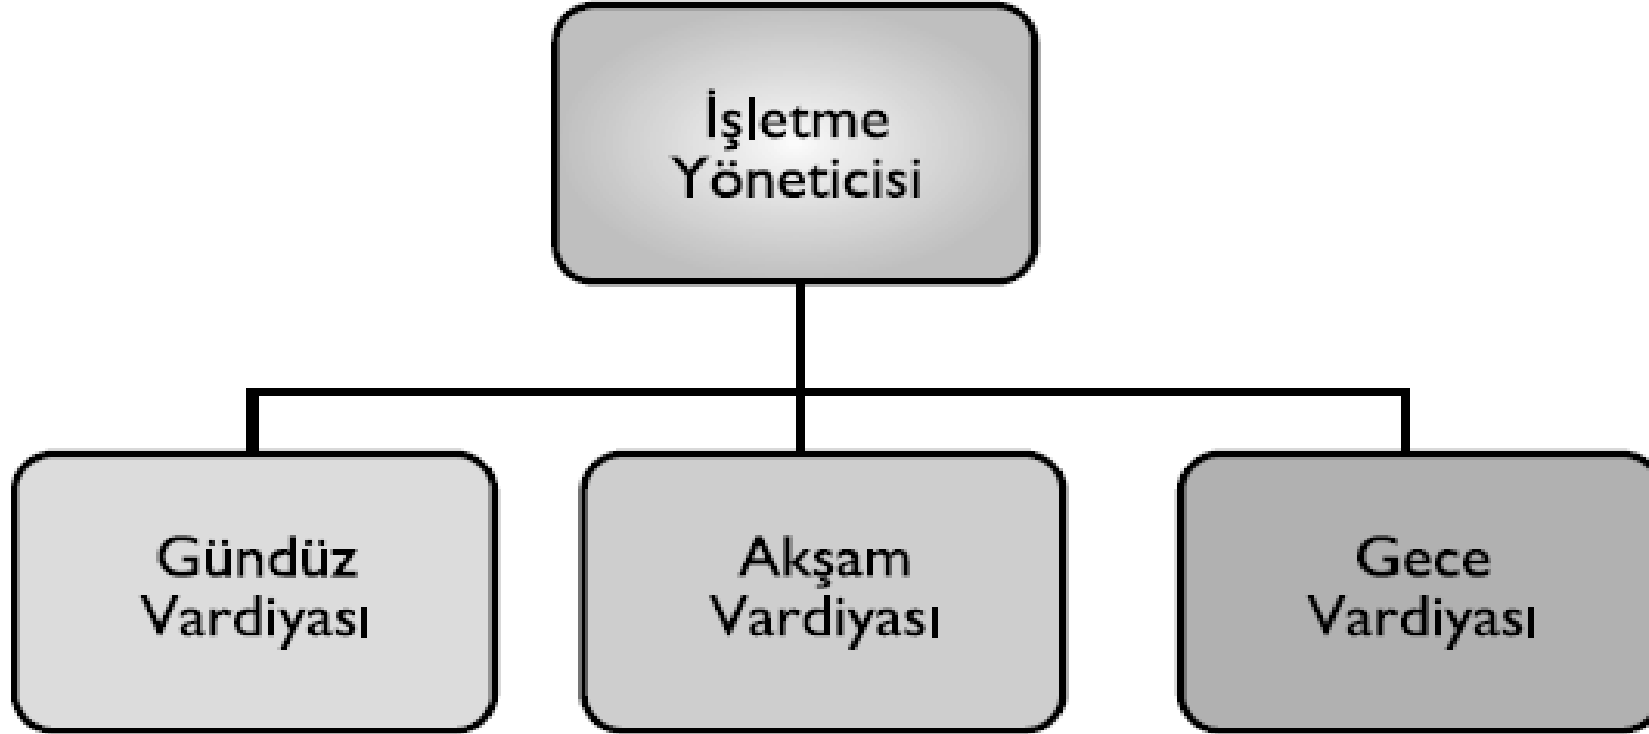 İşletme
Yöneticisi
Gündüz
Vardiyası
Akşam
Vardiyası
Gece
Vardiyası